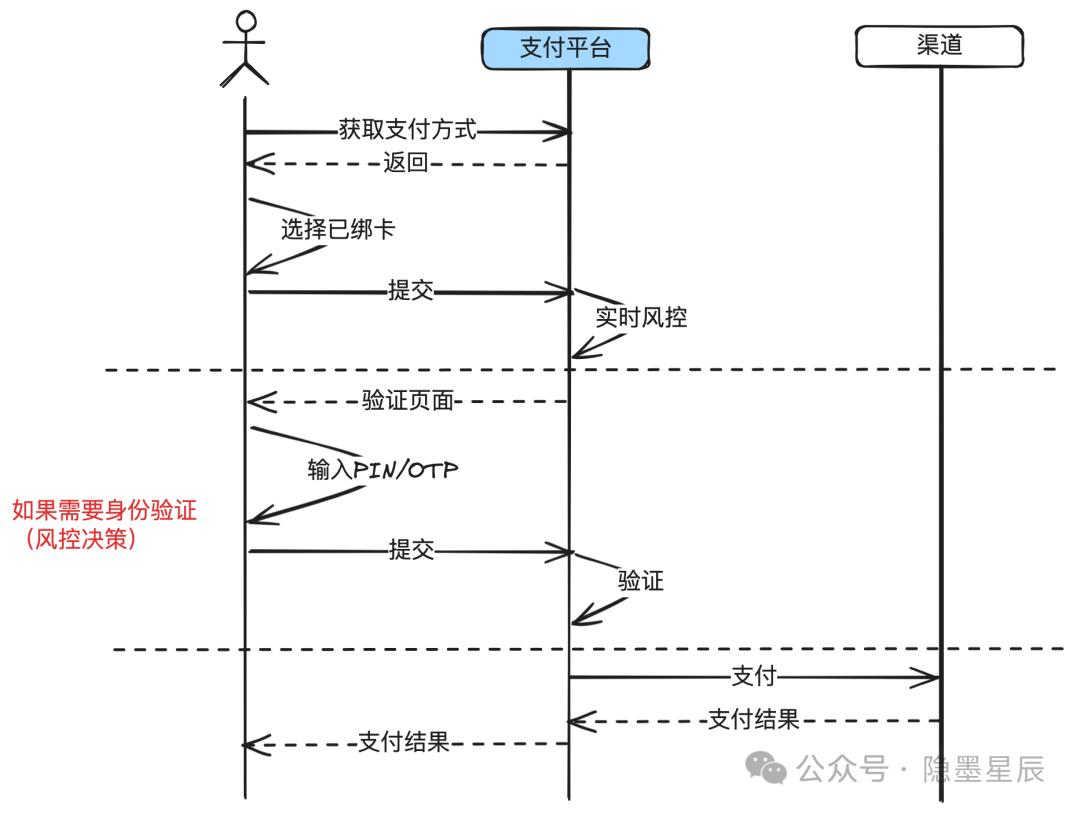 支付平台
渠道
获取支付方式
返回
选择已绑卡
提交
实时风控
验证页面
输入PIN/OTP
如果需要身份验证
（风控决策）
提交
验证
支付
支付结果
支付结果
公众号 · 隐墨星辰